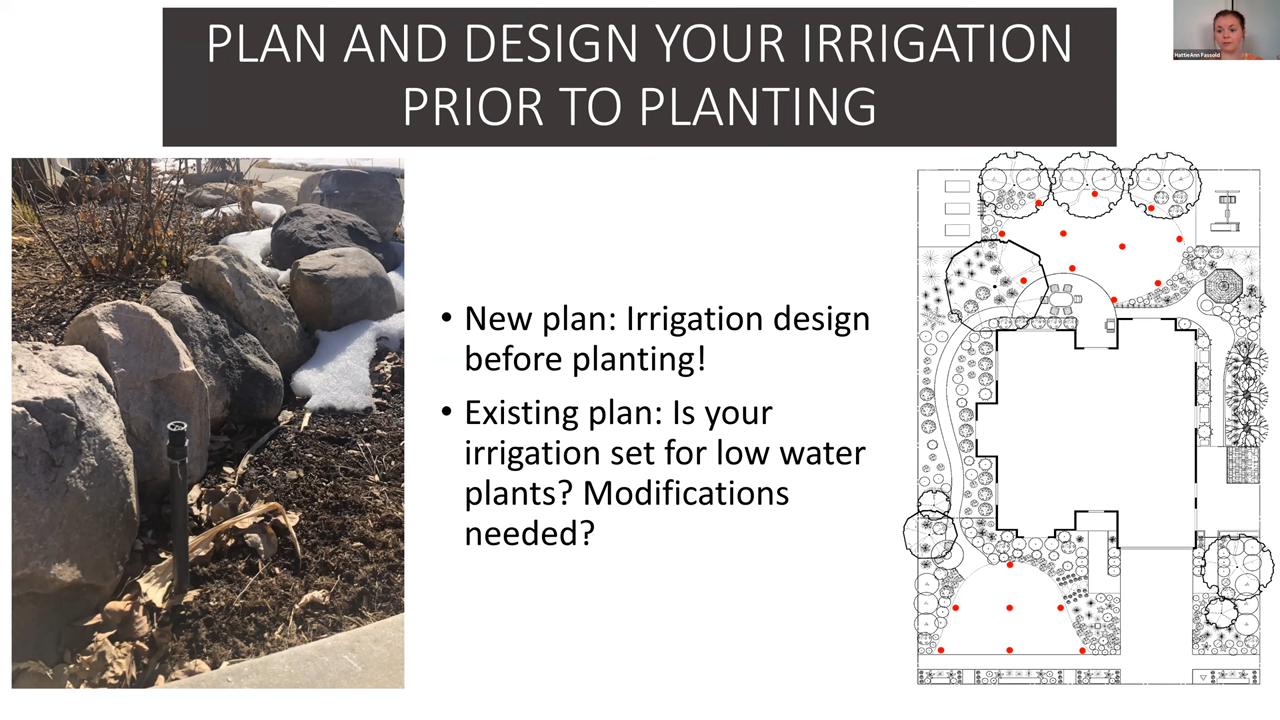 PLAN AND DESIGN YOUR IRRIGATION
PRIOR TO PLANTING
HattieAnn Fassold
• New plan: Irrigation design
before planting!
• Existing plan: Is your
irrigation set for low water
plants? Modifications
needed?